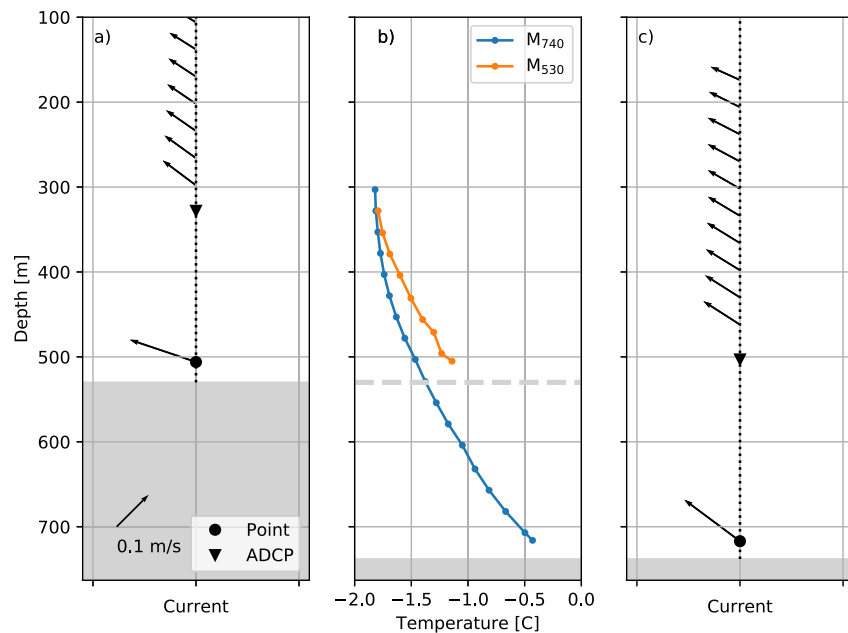 a)
b)
c)
M740
M530
100
200
300
400
500
600
700
Depth [m]
0.1 m/s
Point
ADCP
Current
−2.0 −1.5 −1.0 −0.5 0.0
Temperature [C]
Current